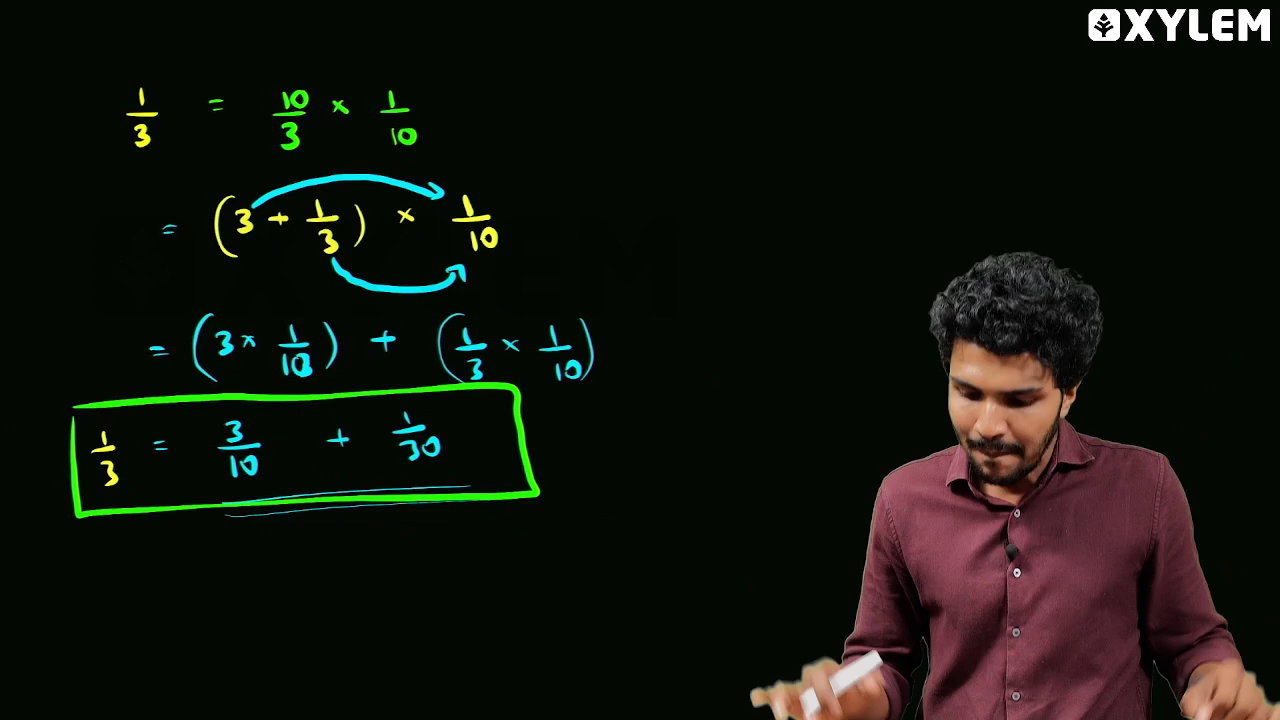 XYLEM
1/3 = 10/3 × 1/10
= (3 + 1/3) × 1/10
= (3 × 1/10) + (1/3 × 1/10)
1/3 = 3/10 + 1/30